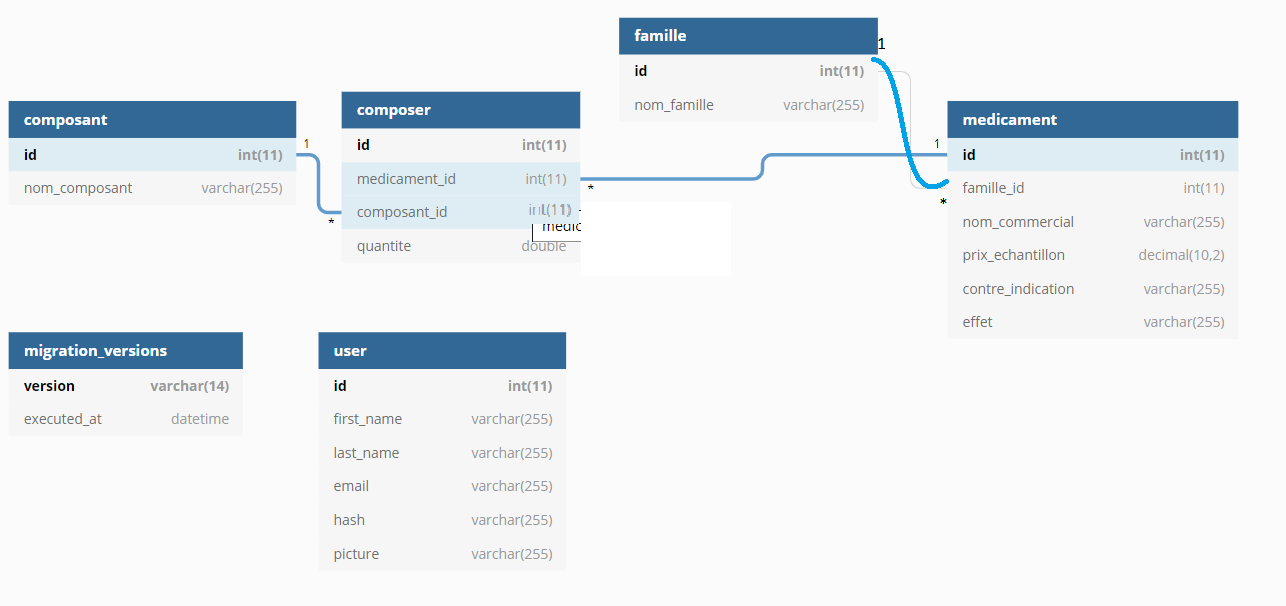 famille
id int(11)
nom_famille varchar(255)
1
composant
id int(11)
nom_composant varchar(255)
1
*
composer
id int(11)
medicament_id int(11)
composant_id int(11)
quantite double
*
medicament
id int(11)
famille_id int(11)
nom_commercial varchar(255)
prix_echantillon decimal(10,2)
contre_indication varchar(255)
effet varchar(255)
1
*
migration_versions
version varchar(14)
executed_at datetime
user
id int(11)
first_name varchar(255)
last_name varchar(255)
email varchar(255)
hash varchar(255)
picture varchar(255)